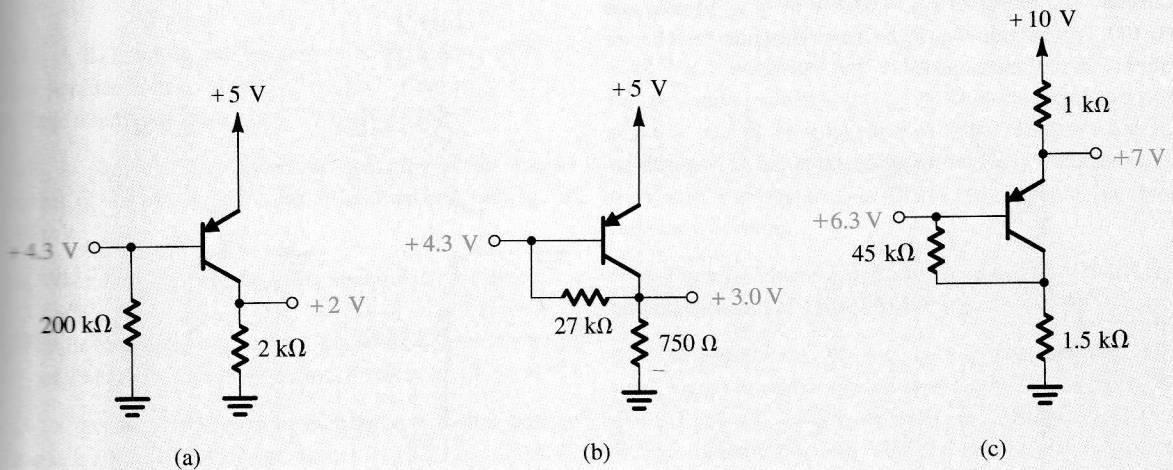 +5 V
+4.3 V
+2 V
200 kΩ
2 kΩ
(a)
+5 V
+4.3 V
+3.0 V
27 kΩ
750 Ω
(b)
+10 V
1 kΩ
+7 V
+6.3 V
45 kΩ
1.5 kΩ
(c)